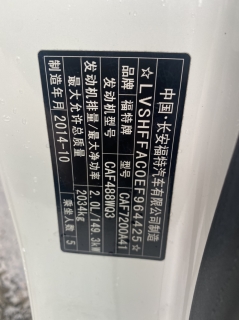 中国·长安福特汽车有限公司制造
☆LVSHFFAC0EF964425☆
品牌 福特牌 型号 CAF7200A41
发动机型号 CAF488WQ3
发动机排量/最大净功率 2.0L/149.3kW
最大允许总质量 2034kg
制造年月 2014-10 乘坐人数 5